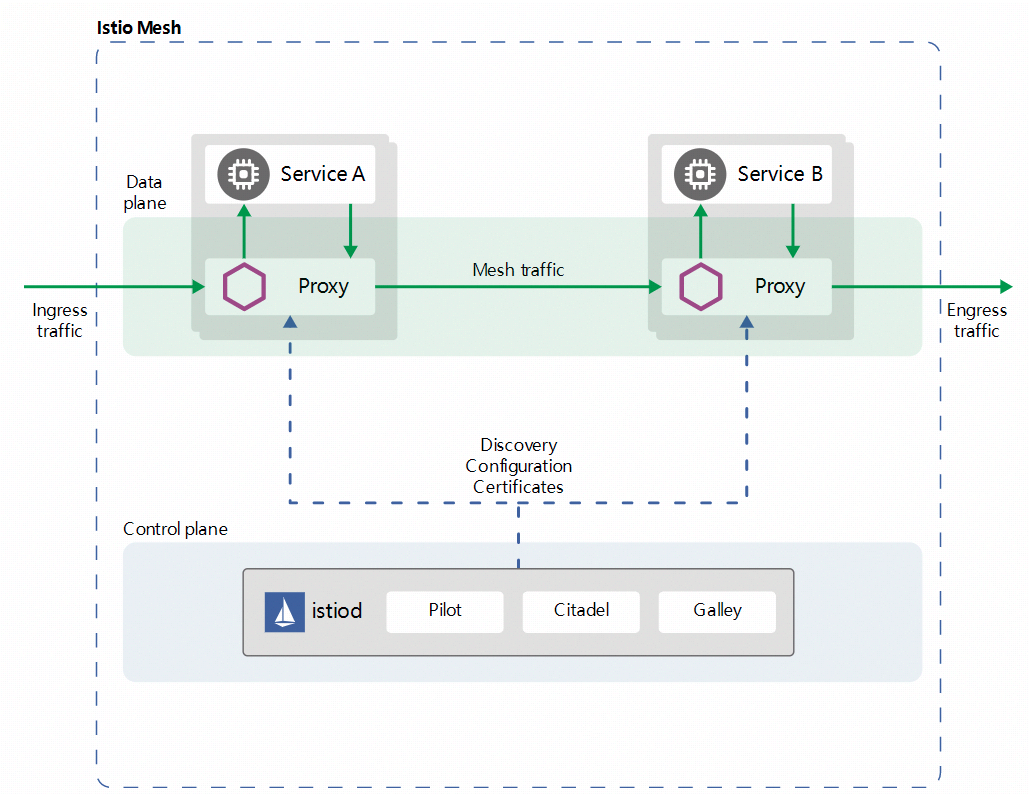 Istio Mesh
Data
plane
Service A
Service B
Ingress
traffic
Proxy
Mesh traffic
Proxy
Engress
traffic
Discovery
Configuration
Certificates
Control plane
istiod
Pilot
Citadel
Galley